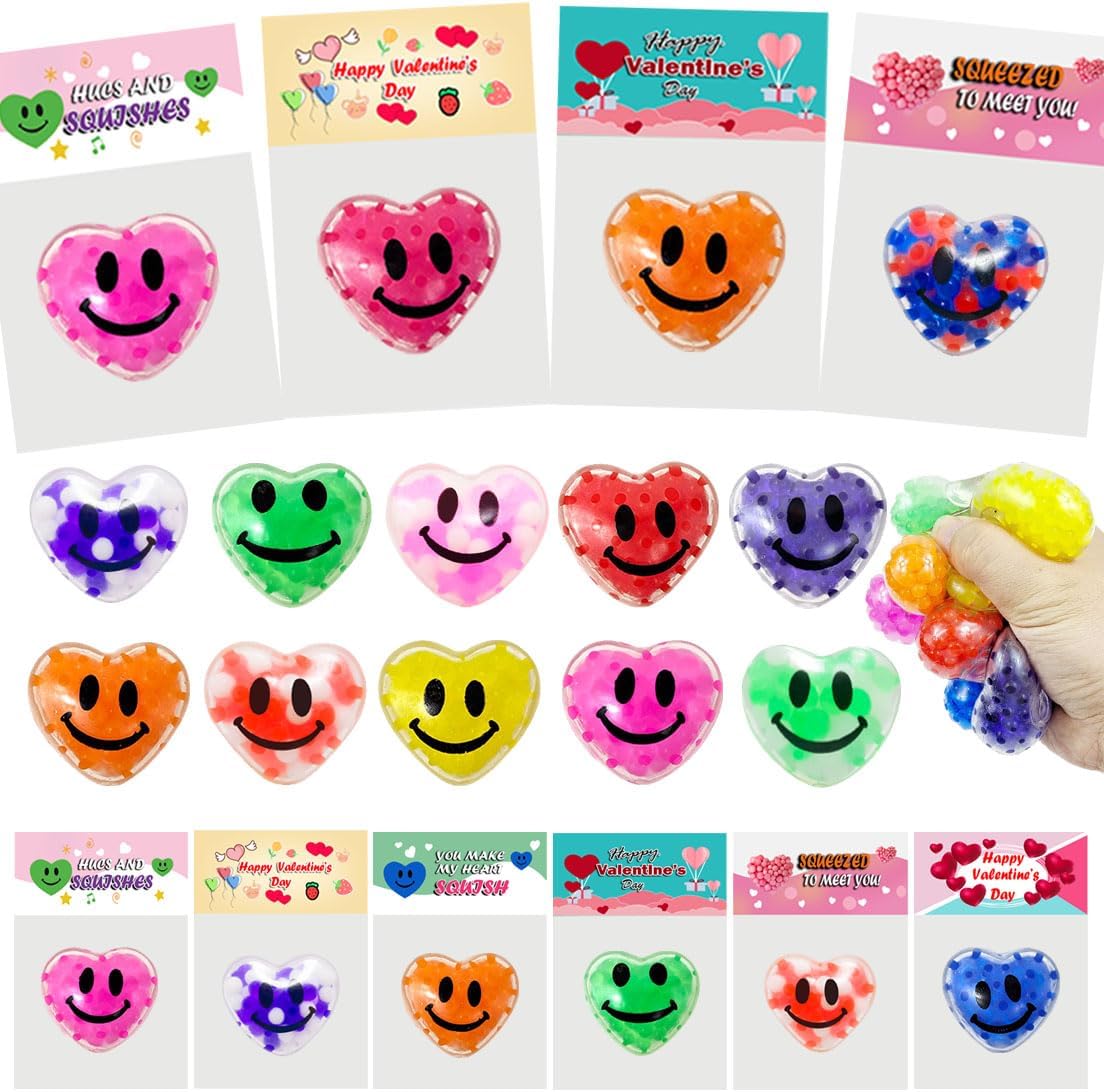 HUGS AND
SQUISHES
Happy Valentine's
Day
Happy
Valentine's
Day
SQUEEZED
TO MEET YOU!
HUGS AND
SQUISHES
Happy Valentine's
Day
YOU MAKE
MY HEART
SQUISH
Happy
Valentine's
Day
SQUEEZED
TO MEET YOU!
Happy
Valentine's
Day